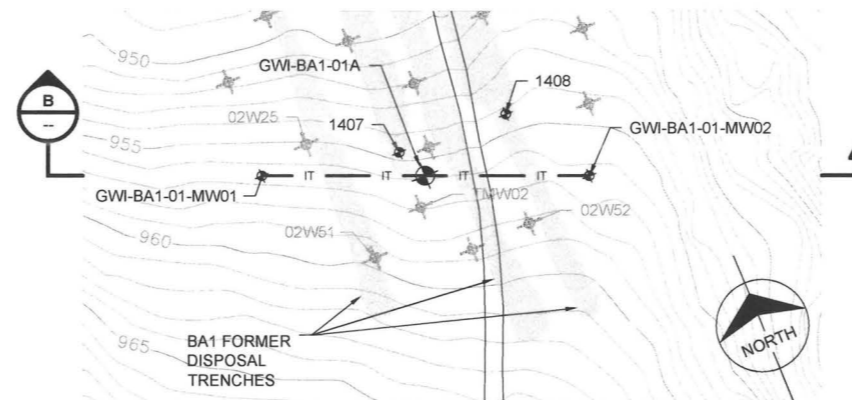 950
GWI-BA1-01A
1408
B
--
02W25
1407
GWI-BA1-01-MW02
955
IT
IT
IT
IT
GWI-BA1-01-MW01
TMW02
02W52
960
02W51
965
BA1 FORMER
DISPOSAL
TRENCHES
NORTH